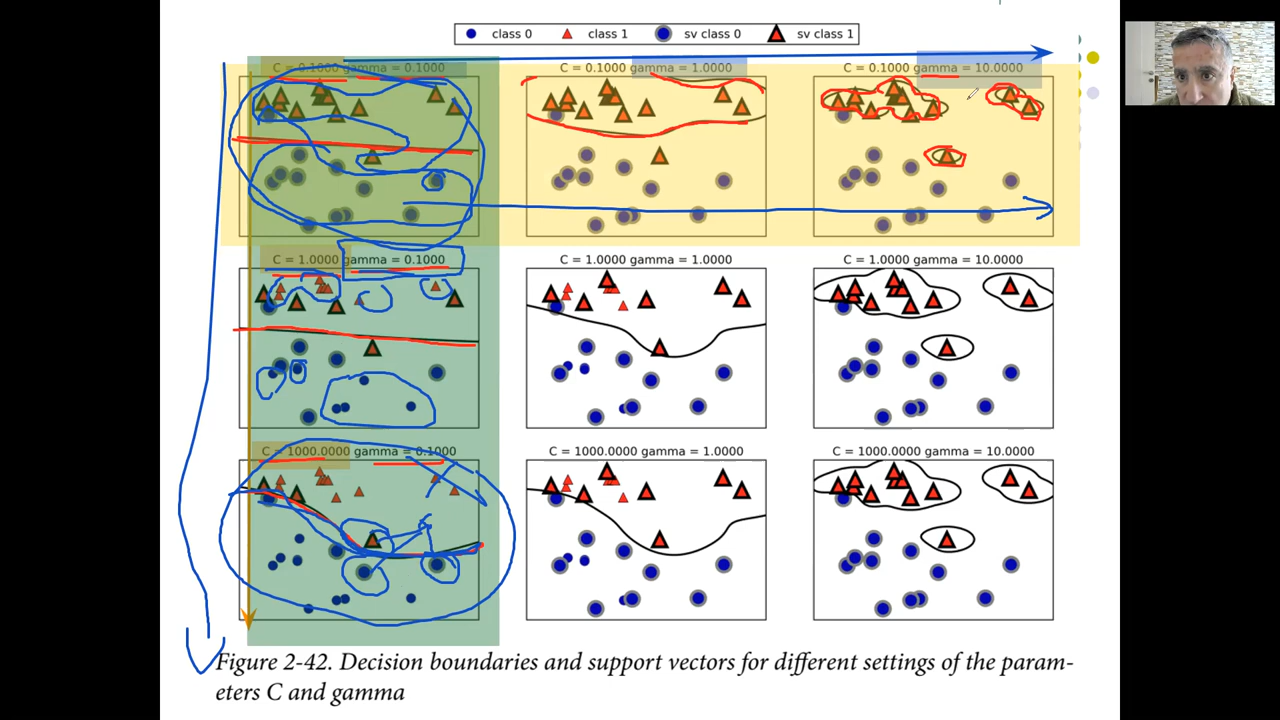 class 0 class 1 sv class 0 sv class 1
C = 0.1000 gamma = 0.1000 C = 0.1000 gamma = 1.0000 C = 0.1000 gamma = 10.0000
C = 1.0000 gamma = 0.1000 C = 1.0000 gamma = 1.0000 C = 1.0000 gamma = 10.0000
C = 1000.0000 gamma = 0.1000 C = 1000.0000 gamma = 1.0000 C = 1000.0000 gamma = 10.0000
Figure 2-42. Decision boundaries and support vectors for different settings of the param-
eters C and gamma